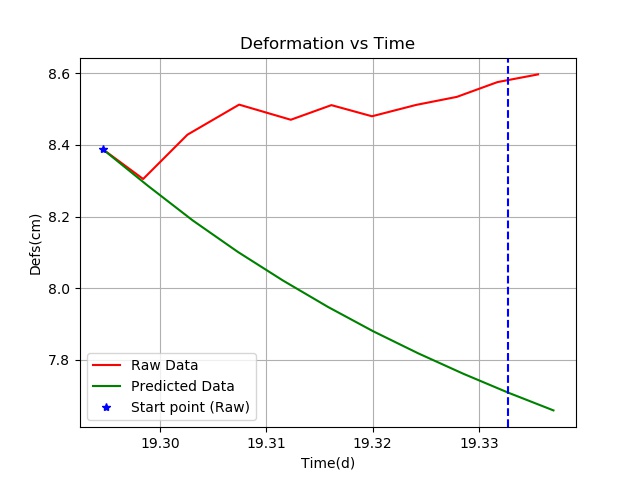 Deformation vs Time
Defs(cm)
8.6
8.4
8.2
8.0
7.8
Raw Data
Predicted Data
Start point (Raw)
19.30 19.31 19.32 19.33
Time(d)